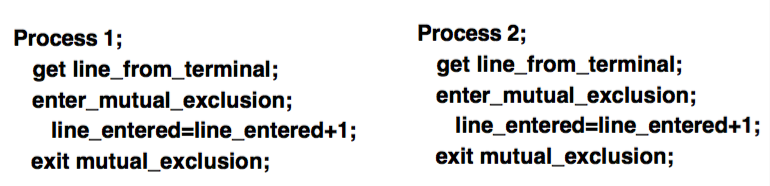 Process 1;
get line_from_terminal;
enter_mutual_exclusion;
line_entered=line_entered+1;
exit mutual_exclusion;
Process 2;
get line_from_terminal;
enter_mutual_exclusion;
line_entered=line_entered+1;
exit mutual_exclusion;